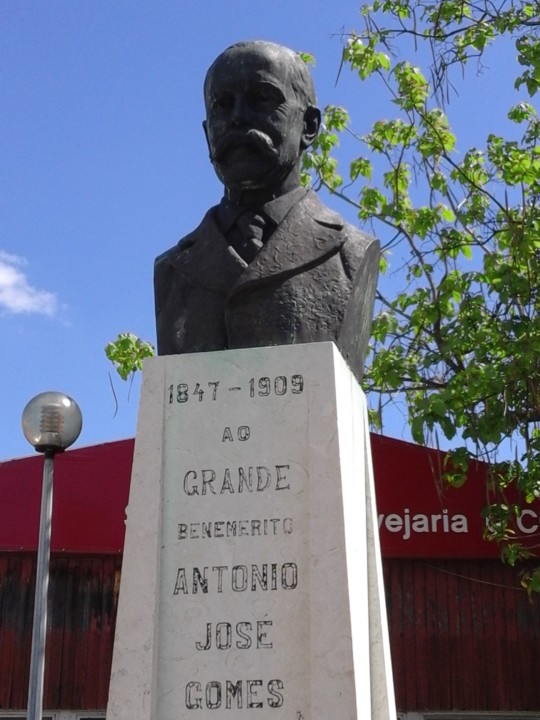 1847-1909
AO
GRANDE
BENEMERITO
ANTONIO
JOSÉ
GOMES
vejaria